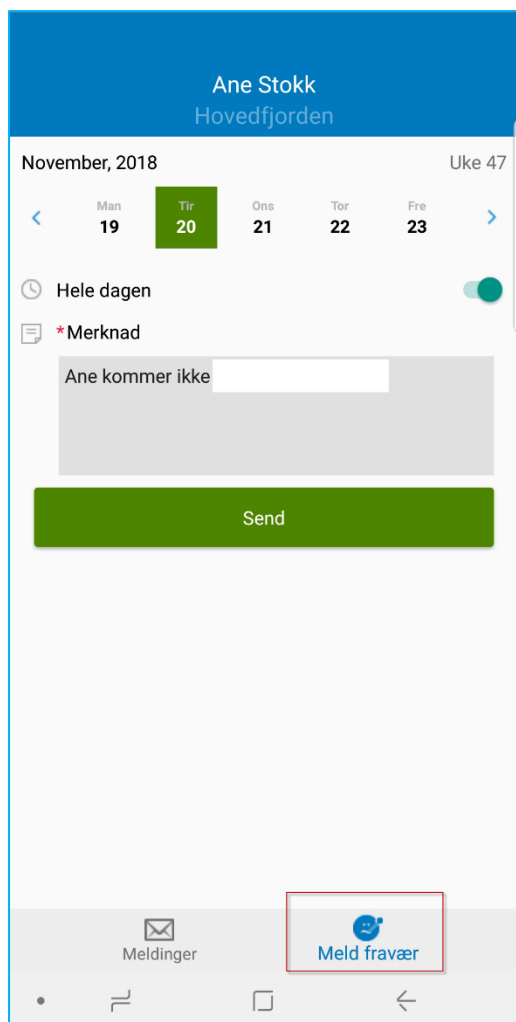 Ane Stokk
Hovedfjorden
November, 2018 Uke 47
Man Tir Ons Tor Fre
19 20 21 22 23
Hele dagen
*Merknad
Ane kommer ikke
Send
Meldinger Meld fravær